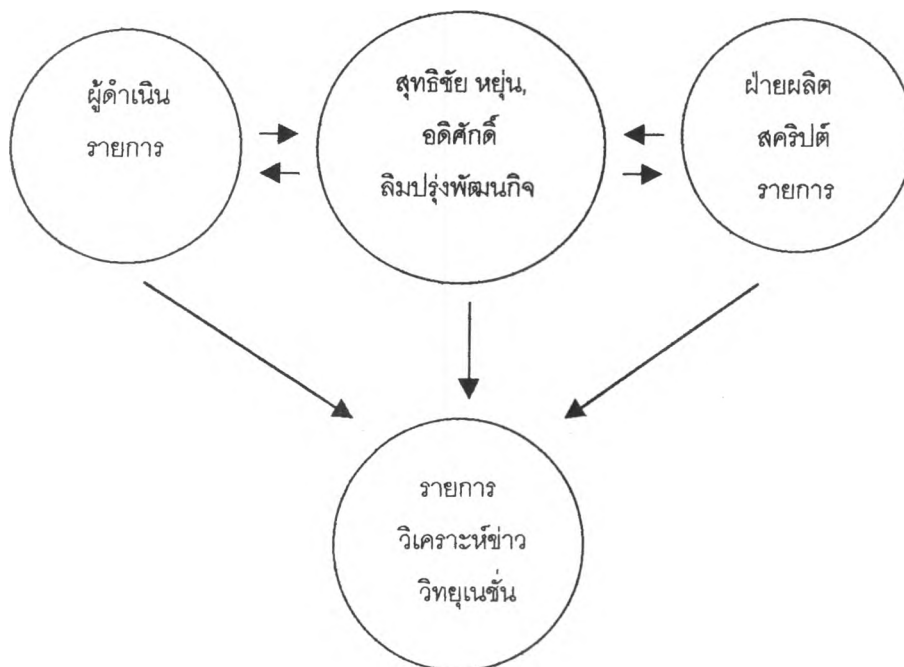 ผู้ดำเนิน
รายการ
สุทธิชัย หยุ่น,
อดิศักดิ์
ลิมปรุ่งพัฒนกิจ
ฝ่ายผลิต
สคริปต์
รายการ
รายการ
วิเคราะห์ข่าว
วิทยุเนชั่น